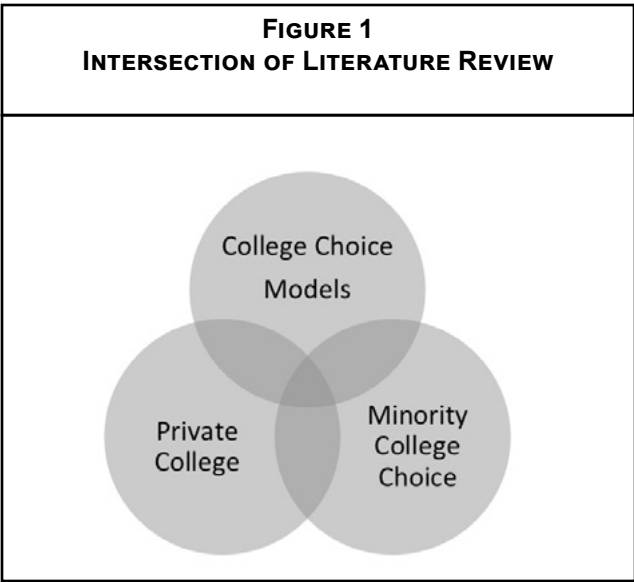 FIGURE 1
INTERSECTION OF LITERATURE REVIEW
College Choice
Models
Private
College
Minority
College
Choice